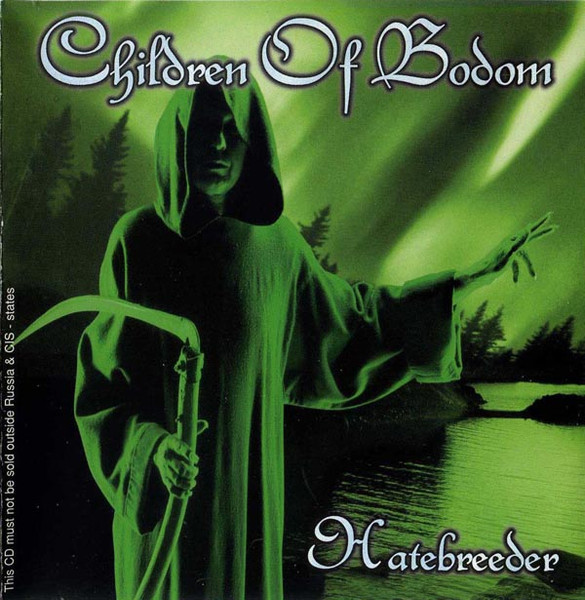 Children Of Bodom
This CD must not be sold outside Russia & CIS - states
Hatebreeder